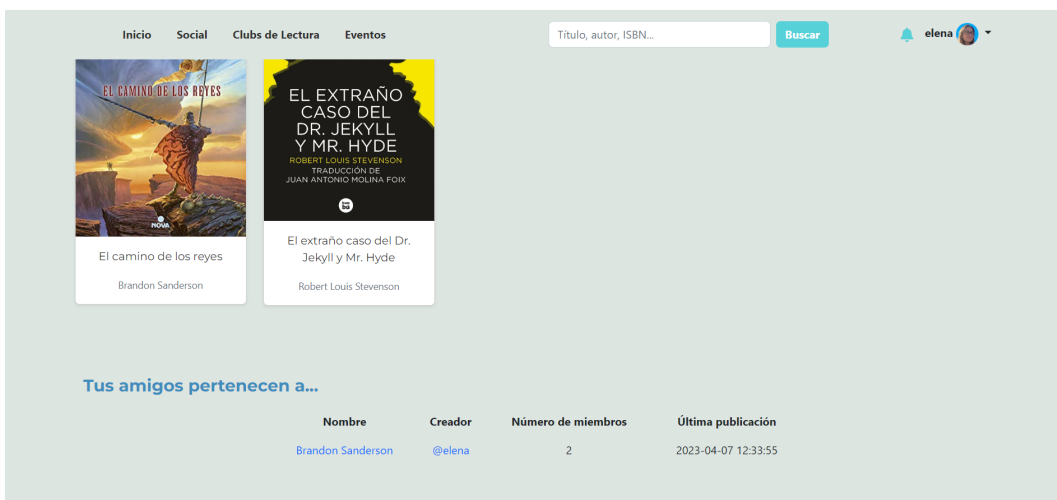 Inicio Social Clubs de Lectura Eventos Título, autor, ISBN... Buscar elena
EL CAMINO DE LOS REYES
NOVA
El camino de los reyes
Brandon Sanderson
EL EXTRAÑO
CASO DEL
DR. JEKYLL
Y MR. HYDE
ROBERT LOUIS STEVENSON
TRADUCCIÓN DE
JUAN ANTONIO MOLINA FOIX
El extraño caso del Dr.
Jekyll y Mr. Hyde
Robert Louis Stevenson
Tus amigos pertenecen a...
Nombre Creador Número de miembros Última publicación
Brandon Sanderson @elena 2 2023-04-07 12:33:55